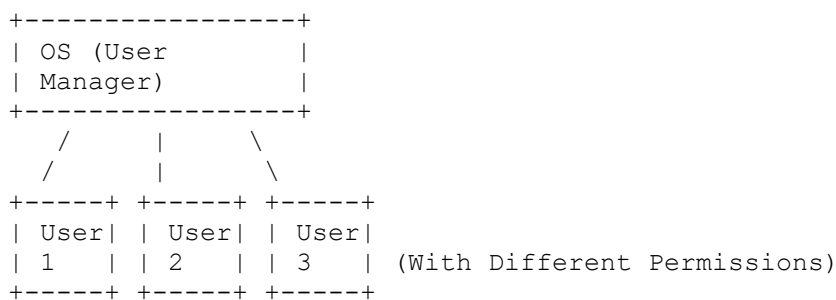 OS (User
Manager)
User User User
1 2 3 (With Different Permissions)